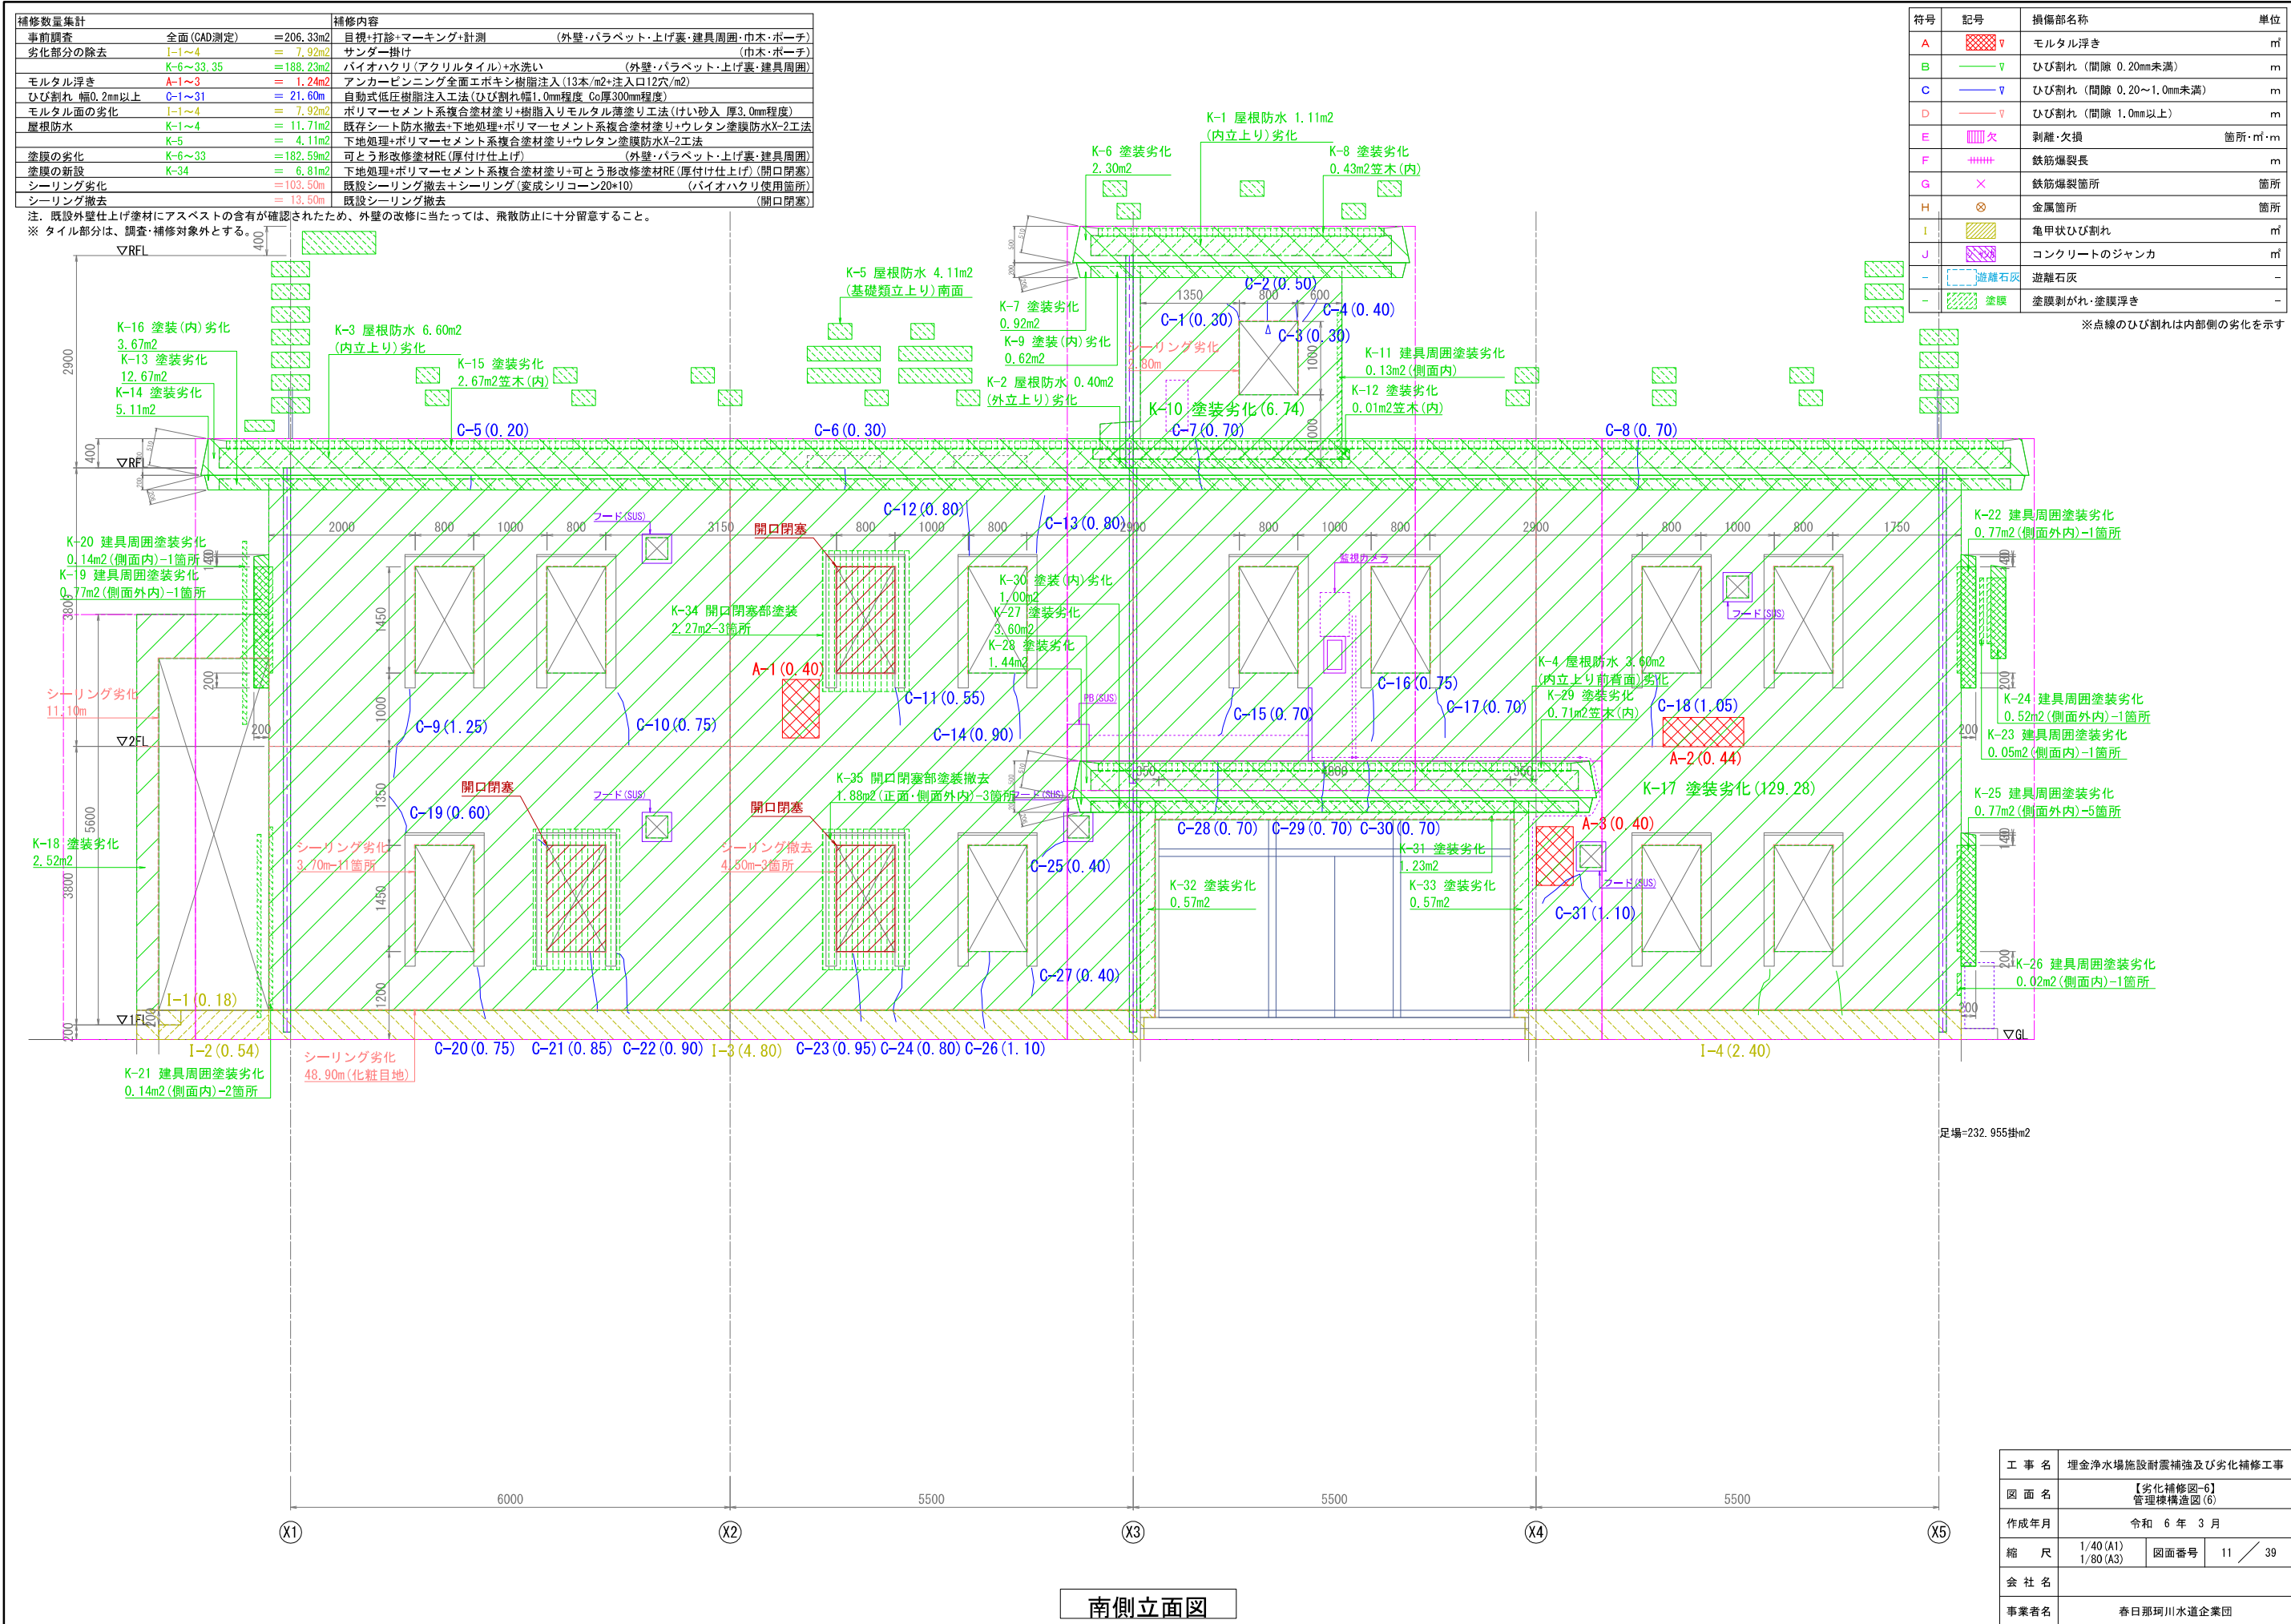 補修数量集計 補修内容
事前調査 全面(CAD測定) =206.33m2 目視+打診+マーキング+計測 (外壁・パラペット・上げ裏・建具周囲・巾木・ポーチ)
劣化部分の除去 I-1～4 = 7.92m2 サンダー掛け (巾木・ポーチ)
K-6～33.35 =188.23m2 バイオハクリ(アクリルタイル)+水洗い (外壁・パラペット・上げ裏・建具周囲)
モルタル浮き A-1～3 = 1.24m2 アンカーピンニング全面エポキシ樹脂注入(13本/m2+注入口12穴/m2)
ひび割れ 幅0.2mm以上 C-1～31 = 21.60m 自動式低圧樹脂注入工法(ひび割れ幅1.0mm程度 Co厚300mm程度)
モルタル面の劣化 I-1～4 = 7.92m2 ポリマーセメント系複合塗材塗り+樹脂入りモルタル薄塗り工法(けい砂入 厚3.0mm程度)
屋根防水 K-1～4 = 11.71m2 既存シート防水撤去+下地処理+ポリマーセメント系複合塗材塗り+ウレタン塗膜防水X-2工法
K-5 = 4.11m2 下地処理+ポリマーセメント系複合塗材塗り+ウレタン塗膜防水X-2工法
塗膜の劣化 K-6～33 =182.59m2 可とう形改修塗材RE(厚付け仕上げ) (外壁・パラペット・上げ裏・建具周囲)
塗膜の新設 K-34 = 6.81m2 下地処理+ポリマーセメント系複合塗材塗り+可とう形改修塗材RE(厚付け仕上げ)(開口閉塞)
シーリング劣化 =103.50m 既設シーリング撤去＋シーリング(変成シリコーン20*10) (バイオハクリ使用箇所)
シーリング撤去 = 13.50m 既設シーリング撤去 (開口閉塞)
注．既設外壁仕上げ塗材にアスベストの含有が確認されたため、外壁の改修に当たっては、飛散防止に十分留意すること。
※ タイル部分は、調査・補修対象外とする。
符号 記号 損傷部名称 単位
A モルタル浮き ㎡
B ひび割れ（間隙 0.20mm未満） m
C ひび割れ（間隙 0.20～1.0mm未満） m
D ひび割れ（間隙 1.0mm以上） m
E 欠 剥離・欠損 箇所・㎡・m
F 鉄筋爆裂長 m
G 鉄筋爆裂箇所 箇所
H 金属箇所 箇所
I 亀甲状ひび割れ ㎡
J コンクリートのジャンカ ㎡
- 遊離石灰 遊離石灰 -
- 塗膜 塗膜剥がれ・塗膜浮き -
※点線のひび割れは内部側の劣化を示す
K-1 屋根防水 1.11m2
(内立上り)劣化
K-6 塗装劣化
2.30m2
K-8 塗装劣化
0.43m2笠木(内)
▽RFL
400
K-5 屋根防水 4.11m2
(基礎類立上り)南面
K-7 塗装劣化
0.92m2
K-9 塗装(内)劣化
0.62m2
1350 800 600
C-2(0.50)
C-1(0.30)
C-4(0.40)
C-3(0.30)
1000
1000
K-16 塗装(内)劣化
3.67m2
K-13 塗装劣化
12.67m2
K-14 塗装劣化
5.11m2
K-3 屋根防水 6.60m2
(内立上り)劣化
K-15 塗装劣化
2.67m2笠木(内)
K-2 屋根防水 0.40m2
(外立上り)劣化
K-11 建具周囲塗装劣化
0.13m2(側面内)
K-12 塗装劣化
0.01m2笠木(内)
K-10 塗装劣化(6.74)
2900
400
▽RFL
C-5(0.20)
C-6(0.30)
C-7(0.70)
C-8(0.70)
2000 800 1000 800 3150 800 1000 800 2900 800 1000 800 2900 800 1000 800 1750
フード(SUS)
開口閉塞
C-12(0.80)
C-13(0.80)
監視カメラ
K-20 建具周囲塗装劣化
0.14m2(側面内)-1箇所
K-19 建具周囲塗装劣化
0.77m2(側面外内)-1箇所
K-22 建具周囲塗装劣化
0.77m2(側面外内)-1箇所
K-30 塗装(内)劣化
1.00m2
K-27 塗装劣化
3.60m2
K-28 塗装劣化
1.44m2
K-34 開口閉塞部塗装
2.27m2-3箇所
フード(SUS)
3800
1450
200
A-1(0.40)
K-4 屋根防水 3.60m2
(内立上り前背面)劣化
K-29 塗装劣化
0.71m2笠木(内)
シーリング劣化
11.10m
1000
C-9(1.25)
C-10(0.75)
C-11(0.55)
C-14(0.90)
PB(SUS)
C-15(0.70)
C-16(0.75)
C-17(0.70)
C-18(1.05)
K-24 建具周囲塗装劣化
0.52m2(側面外内)-1箇所
K-23 建具周囲塗装劣化
0.05m2(側面内)-1箇所
200
200
▽2FL
A-2(0.44)
K-17 塗装劣化(129.28)
K-35 開口閉塞部塗装撤去
1.88m2(正面・側面外内)-3箇所
K-25 建具周囲塗装劣化
0.77m2(側面外内)-5箇所
5600
1350
開口閉塞
フード(SUS)
開口閉塞
フード(SUS)
C-19(0.60)
C-28(0.70) C-29(0.70) C-30(0.70)
A-3(0.40)
K-18 塗装劣化
2.52m2
シーリング劣化
3.70m-11箇所
シーリング撤去
4.50m-3箇所
C-25(0.40)
K-31 塗装劣化
1.23m2
K-32 塗装劣化
0.57m2
K-33 塗装劣化
0.57m2
フード(SUS)
C-31(1.10)
3800
1450
1200
C-27(0.40)
K-26 建具周囲塗装劣化
0.02m2(側面内)-1箇所
200
I-1(0.18)
▽1FL
200
200
▽GL
I-2(0.54)
シーリング劣化
48.90m(化粧目地)
C-20(0.75) C-21(0.85) C-22(0.90) I-3(4.80) C-23(0.95) C-24(0.80) C-26(1.10)
I-4(2.40)
K-21 建具周囲塗装劣化
0.14m2(側面内)-2箇所
足場=232.955掛m2
6000 5500 5500 5500
X1 X2 X3 X4 X5
南側立面図
工事名 埋金浄水場施設耐震補強及び劣化補修工事
図面名 【劣化補修図-6】
管理棟構造図(6)
作成年月 令和 6 年 3 月
縮尺 1/40(A1)
1/80(A3) 図面番号 11／39
会社名
事業者名 春日那珂川水道企業団